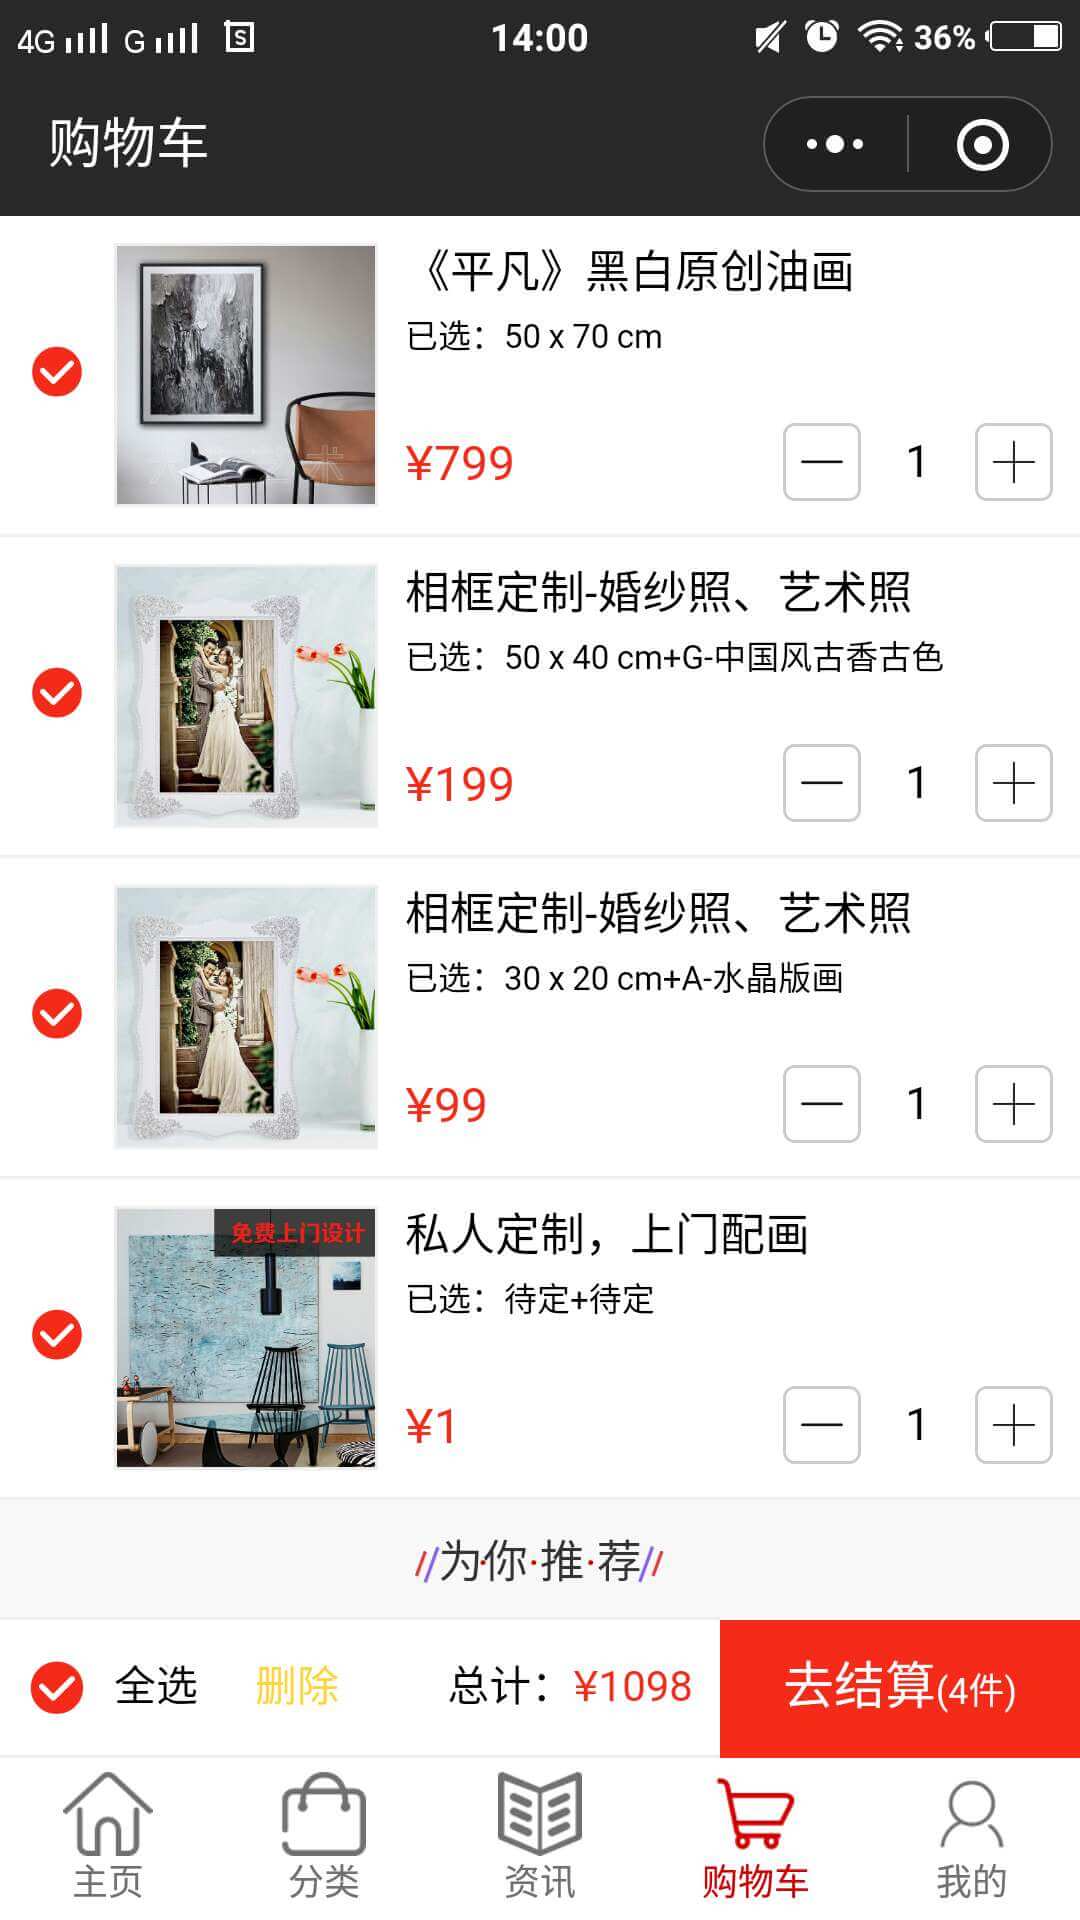 4G G S 14:00 36%
购物车
《平凡》黑白原创油画
已选：50 x 70 cm
¥799 1
相框定制-婚纱照、艺术照
已选：50 x 40 cm+G-中国风古香古色
¥199 1
相框定制-婚纱照、艺术照
已选：30 x 20 cm+A-水晶版画
¥99 1
免费上门设计
私人定制，上门配画
已选：待定+待定
¥1 1
//为·你·推·荐//
全选 删除 总计：¥1098 去结算(4件)
主页 分类 资讯 购物车 我的